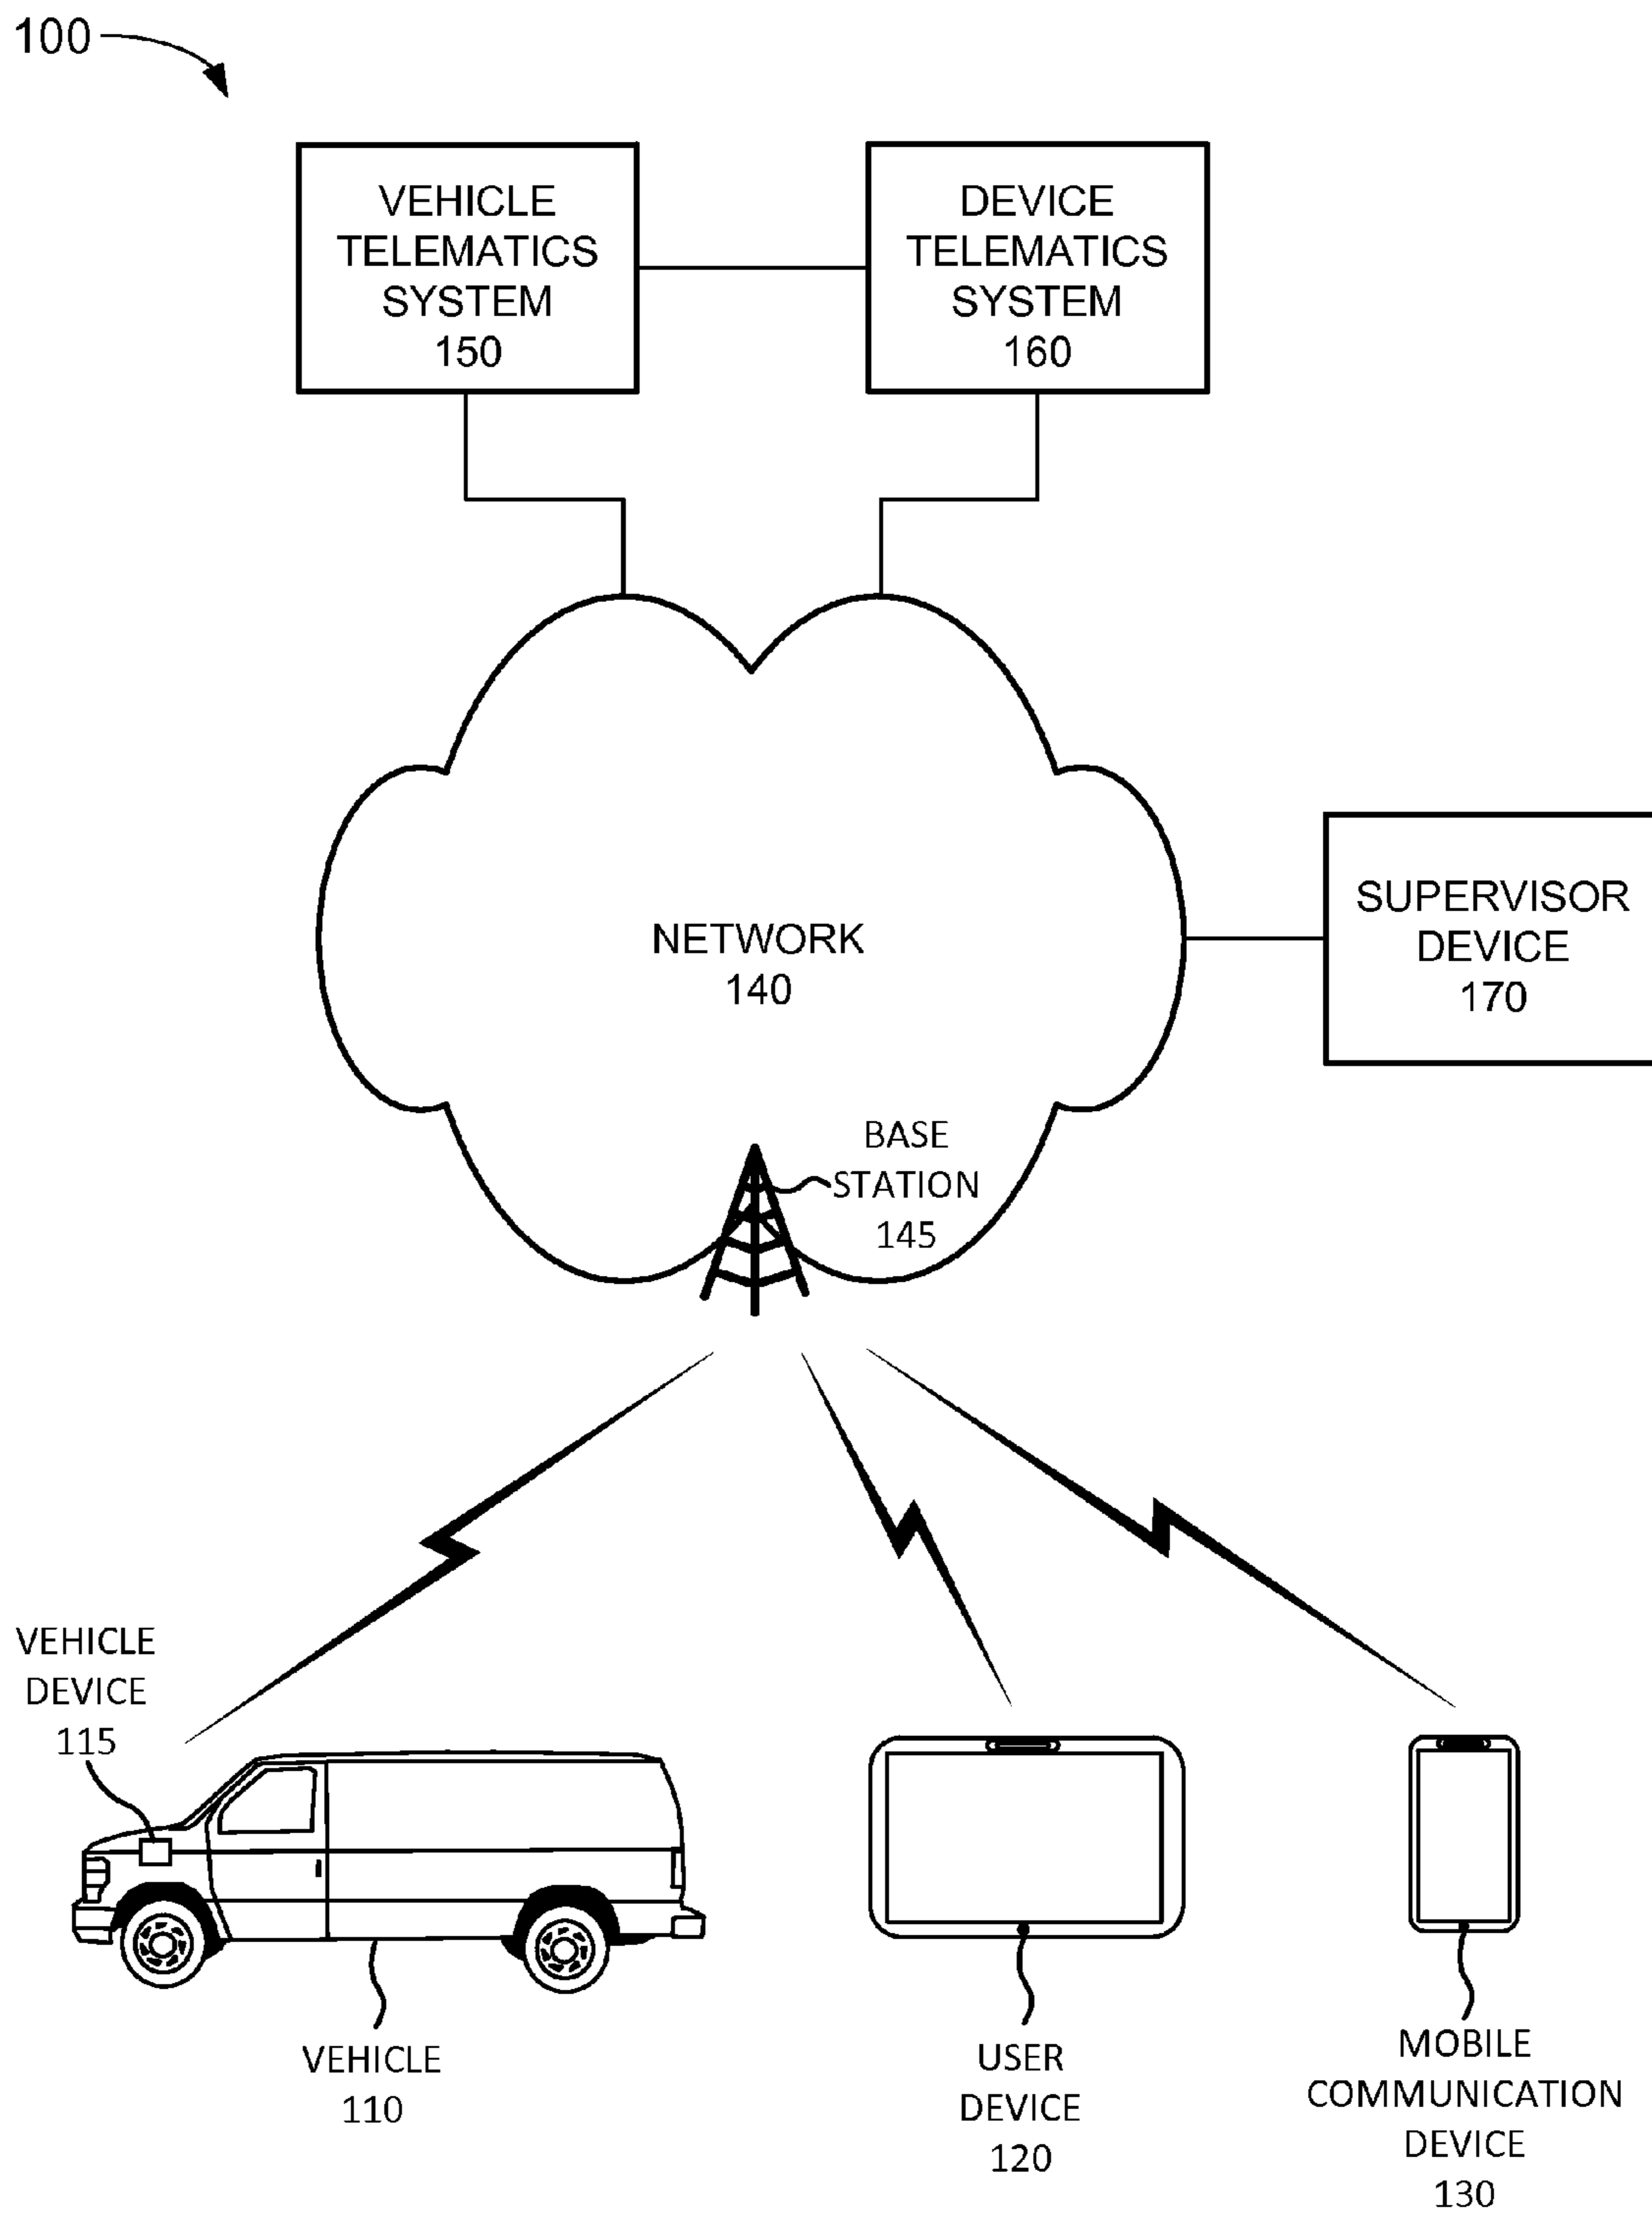 100
VEHICLE
TELEMATICS
SYSTEM
150
DEVICE
TELEMATICS
SYSTEM
160
NETWORK
140
SUPERVISOR
DEVICE
170
BASE
STATION
145
VEHICLE
DEVICE
115
VEHICLE
110
USER
DEVICE
120
MOBILE
COMMUNICATION
DEVICE
130